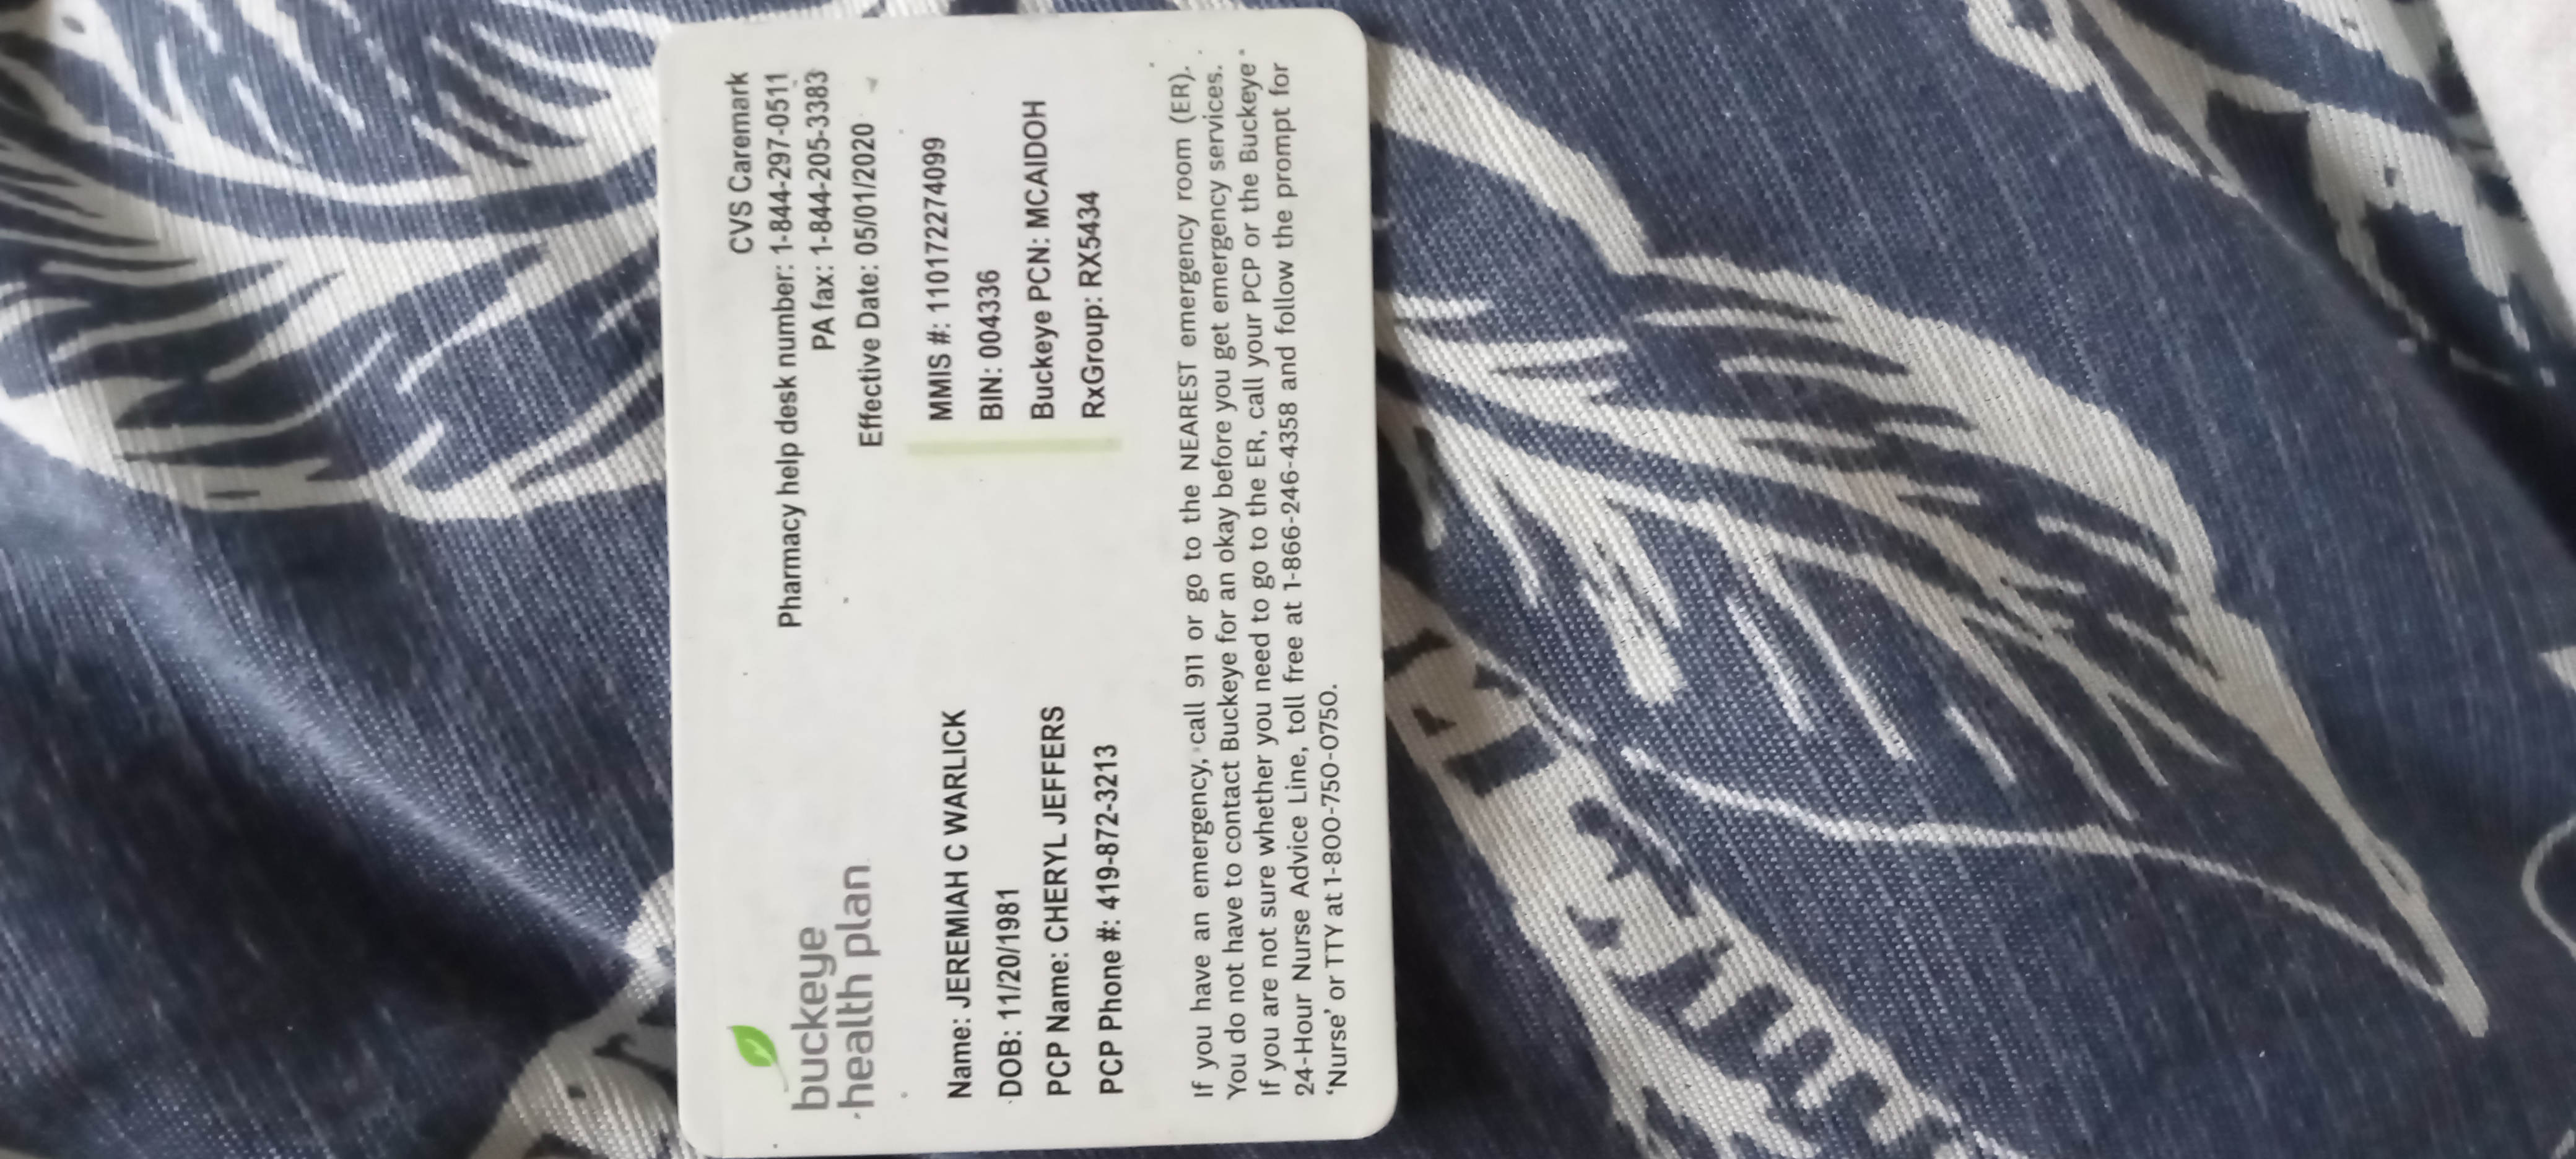 buckeye
health plan
CVS Caremark
Pharmacy help desk number: 1-844-297-0511
PA fax: 1-844-205-3383
Effective Date: 05/01/2020
Name: JEREMIAH C WARLICK
DOB: 11/20/1981
PCP Name: CHERYL JEFFERS
PCP Phone #: 419-872-3213
MMIS #: 110172274099
BIN: 004336
Buckeye PCN: MCAIDOH
RxGroup: RX5434
If you have an emergency, call 911 or go to the NEAREST emergency room (ER).
You do not have to contact Buckeye for an okay before you get emergency services.
If you are not sure whether you need to go to the ER, call your PCP or the Buckeye
24-Hour Nurse Advice Line, toll free at 1-866-246-4358 and follow the prompt for
‘Nurse’ or TTY at 1-800-750-0750.